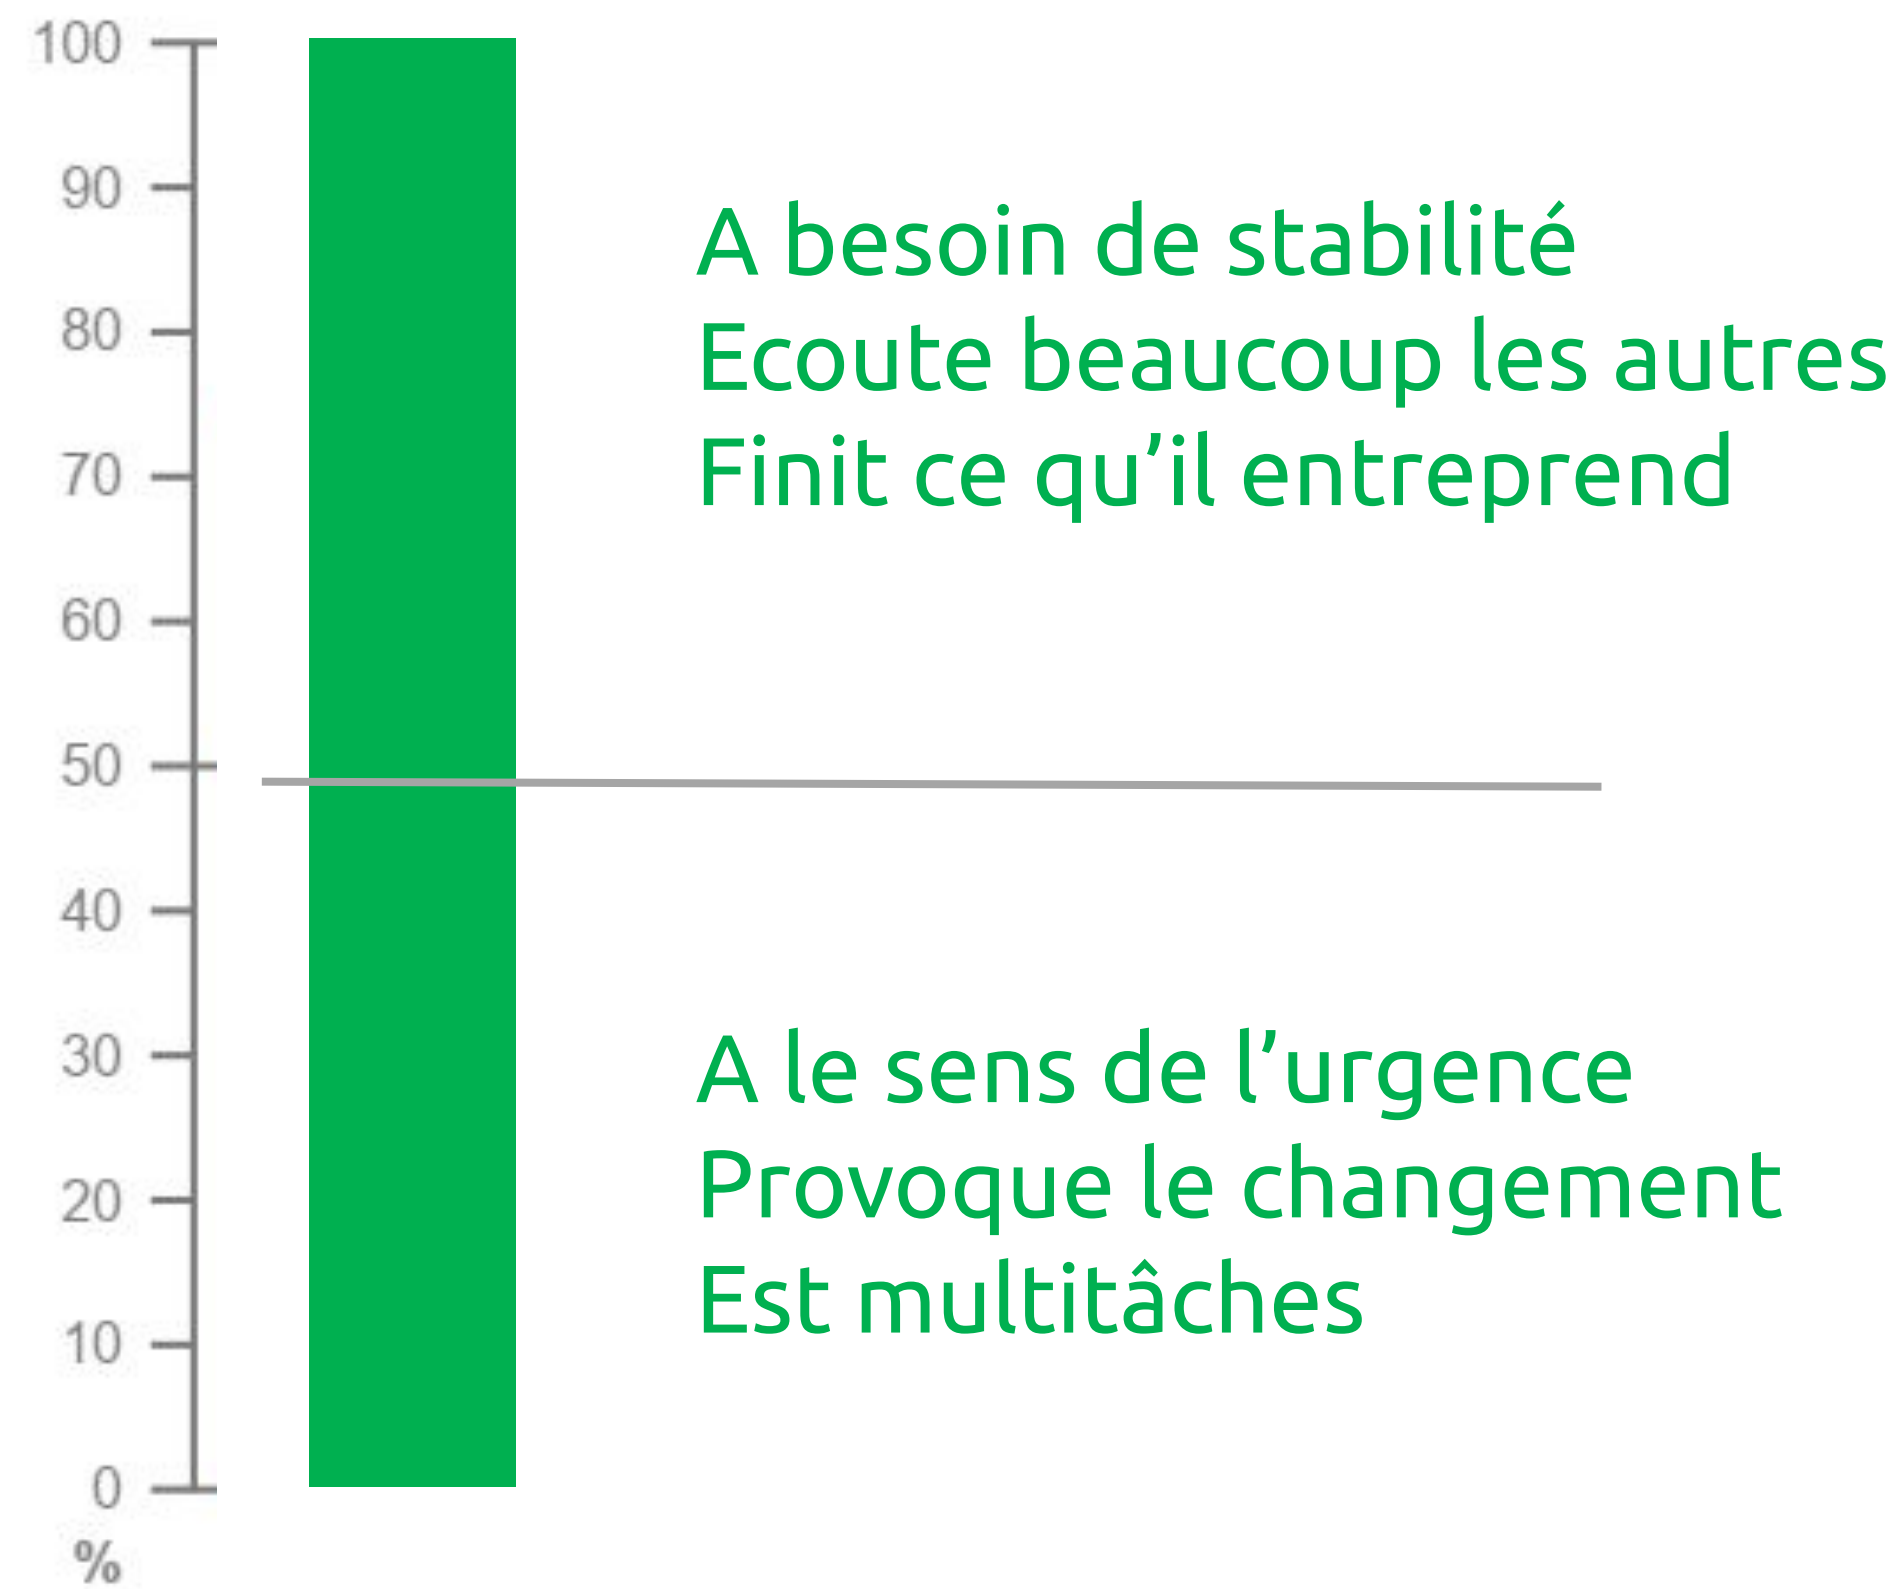 100
90
A besoin de stabilité
80
Ecoute beaucoup les autres
70
Finit ce qu’il entreprend
60
50
40
30
A le sens de l’urgence
20
Provoque le changement
Est multitâches
10
0
%